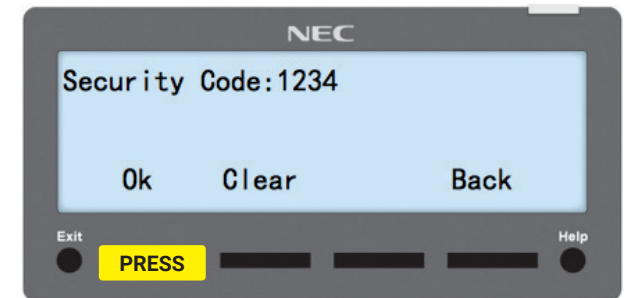 NEC
Security Code:1234
Ok Clear Back
Exit Help
PRESS